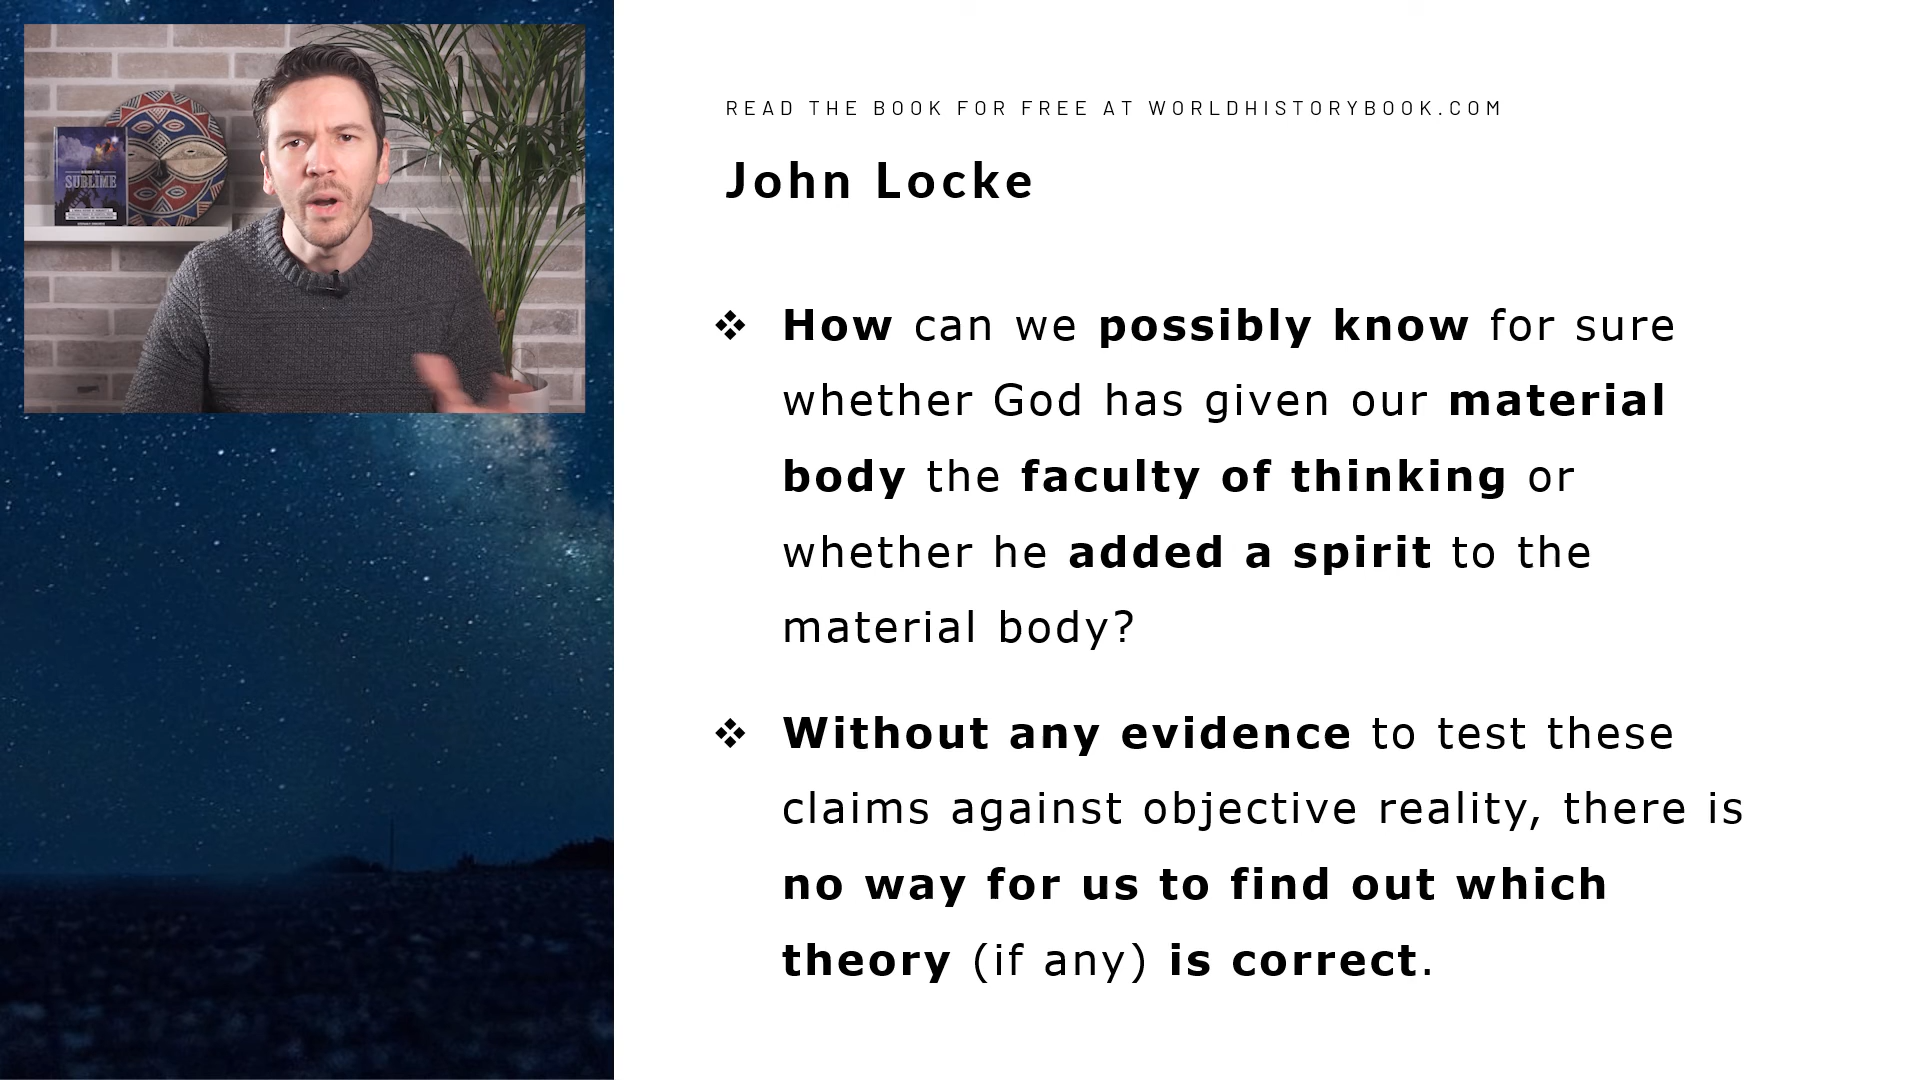 SUBLIME
READ THE BOOK FOR FREE AT WORLDHISTORYBOOK.COM
John Locke
❖ How can we possibly know for sure
whether God has given our material
body the faculty of thinking or
whether he added a spirit to the
material body?
❖ Without any evidence to test these
claims against objective reality, there is
no way for us to find out which
theory (if any) is correct.